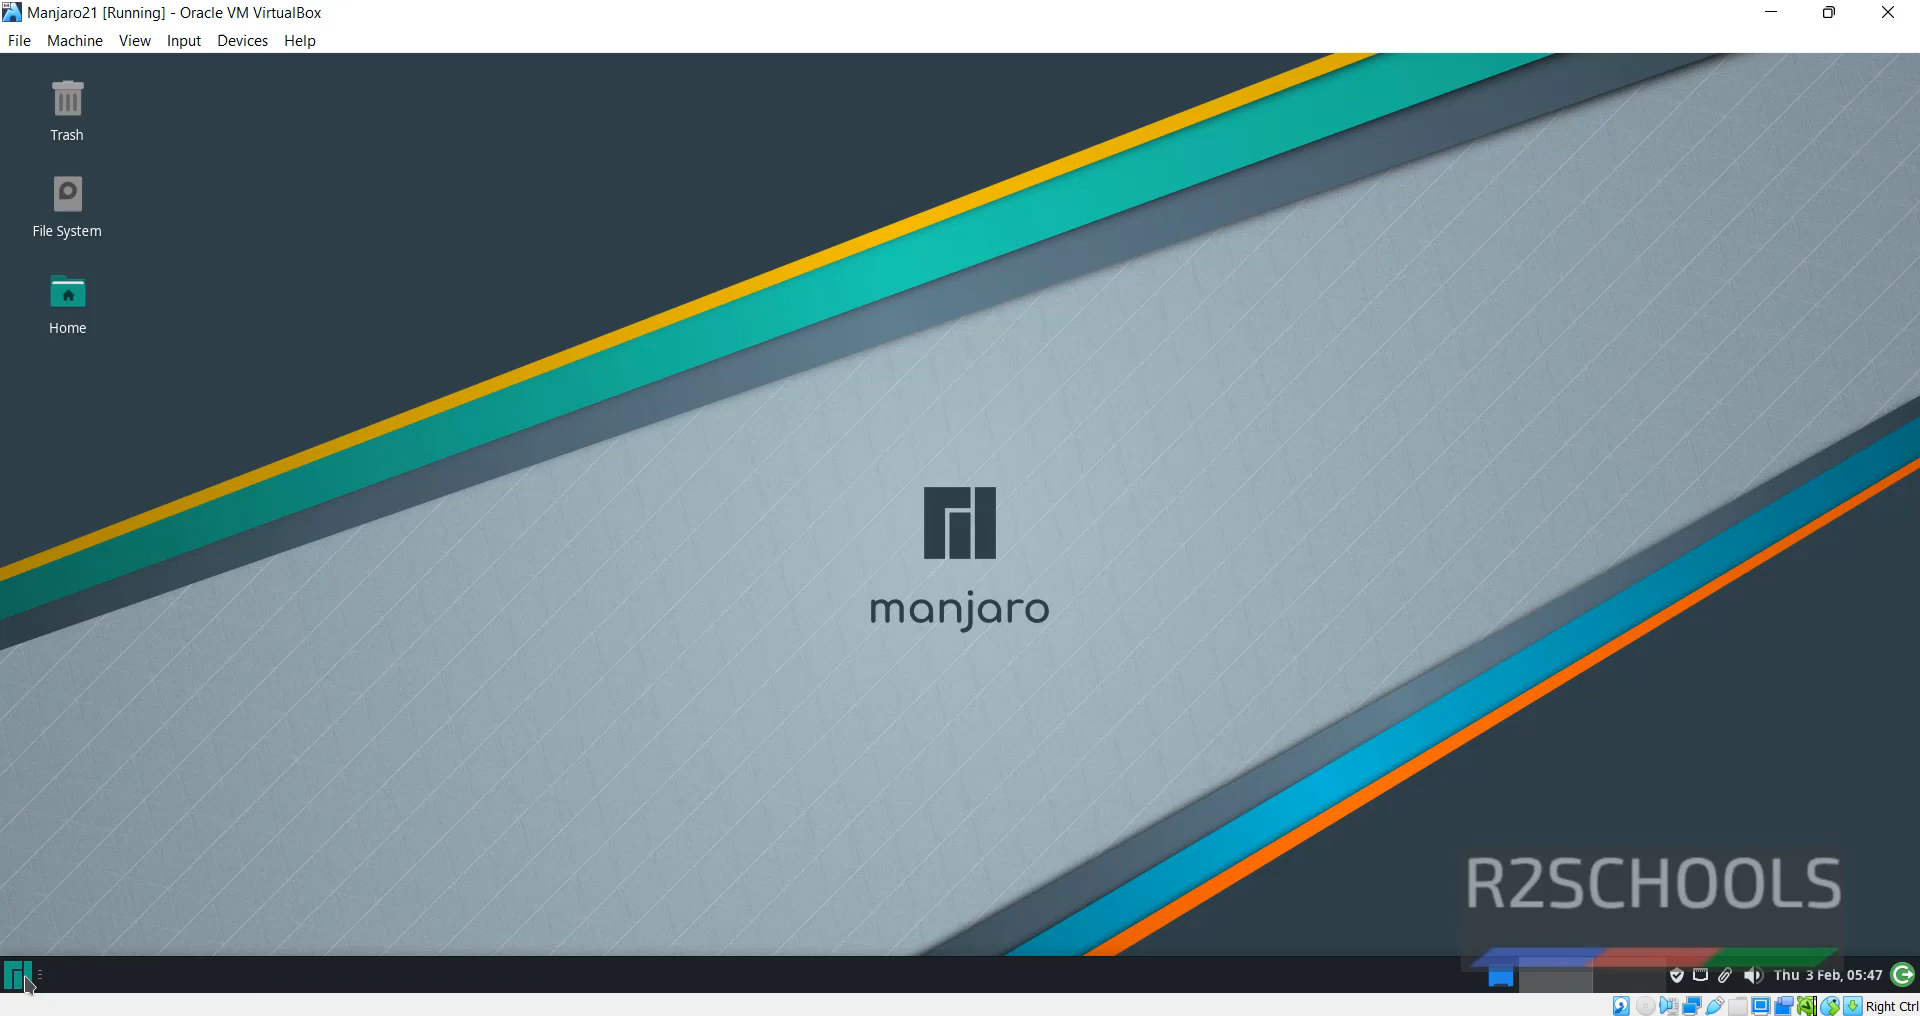 Manjaro21 [Running] - Oracle VM VirtualBox
File Machine View Input Devices Help
Trash
File System
Home
manjaro
R2SCHOOLS
Thu 3 Feb, 05:47
Right Ctrl